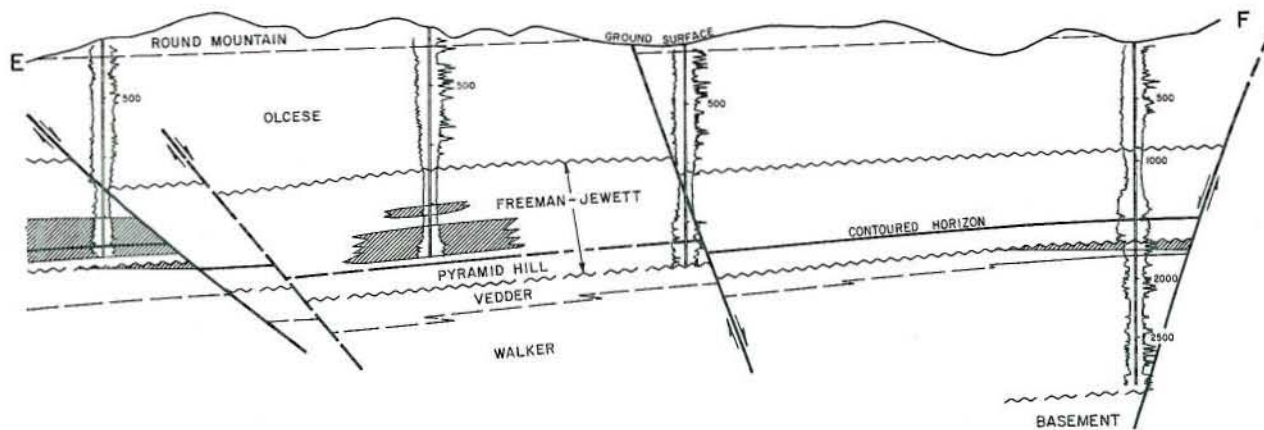 E
F
ROUND MOUNTAIN
GROUND SURFACE
500
500
500
500
OLCESE
1000
FREEMAN-JEWETT
CONTOURED HORIZON
PYRAMID HILL
2000
VEDDER
WALKER
2500
BASEMENT